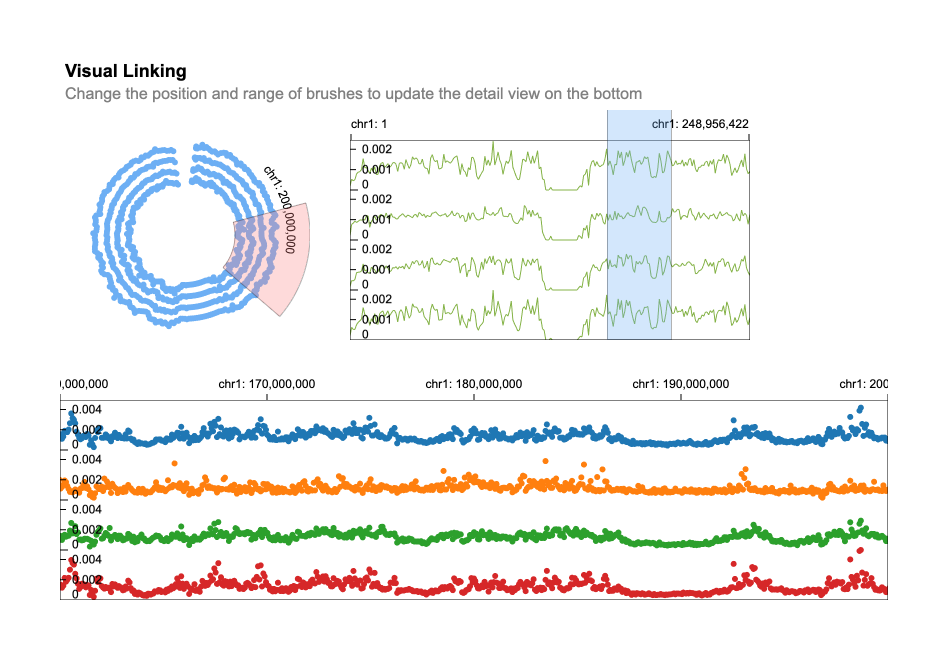 Visual Linking
Change the position and range of brushes to update the detail view on the bottom
chr1: 200,000,000
chr1: 1
chr1: 248,956,422
0.002
0.001
0
0.002
0.001
0
0.002
0.001
0
0.002
0.001
0
0,000,000
chr1: 170,000,000
chr1: 180,000,000
chr1: 190,000,000
chr1: 200
0.004
0.002
0
0.004
0.002
0
0.004
0.002
0
0.004
0.002
0